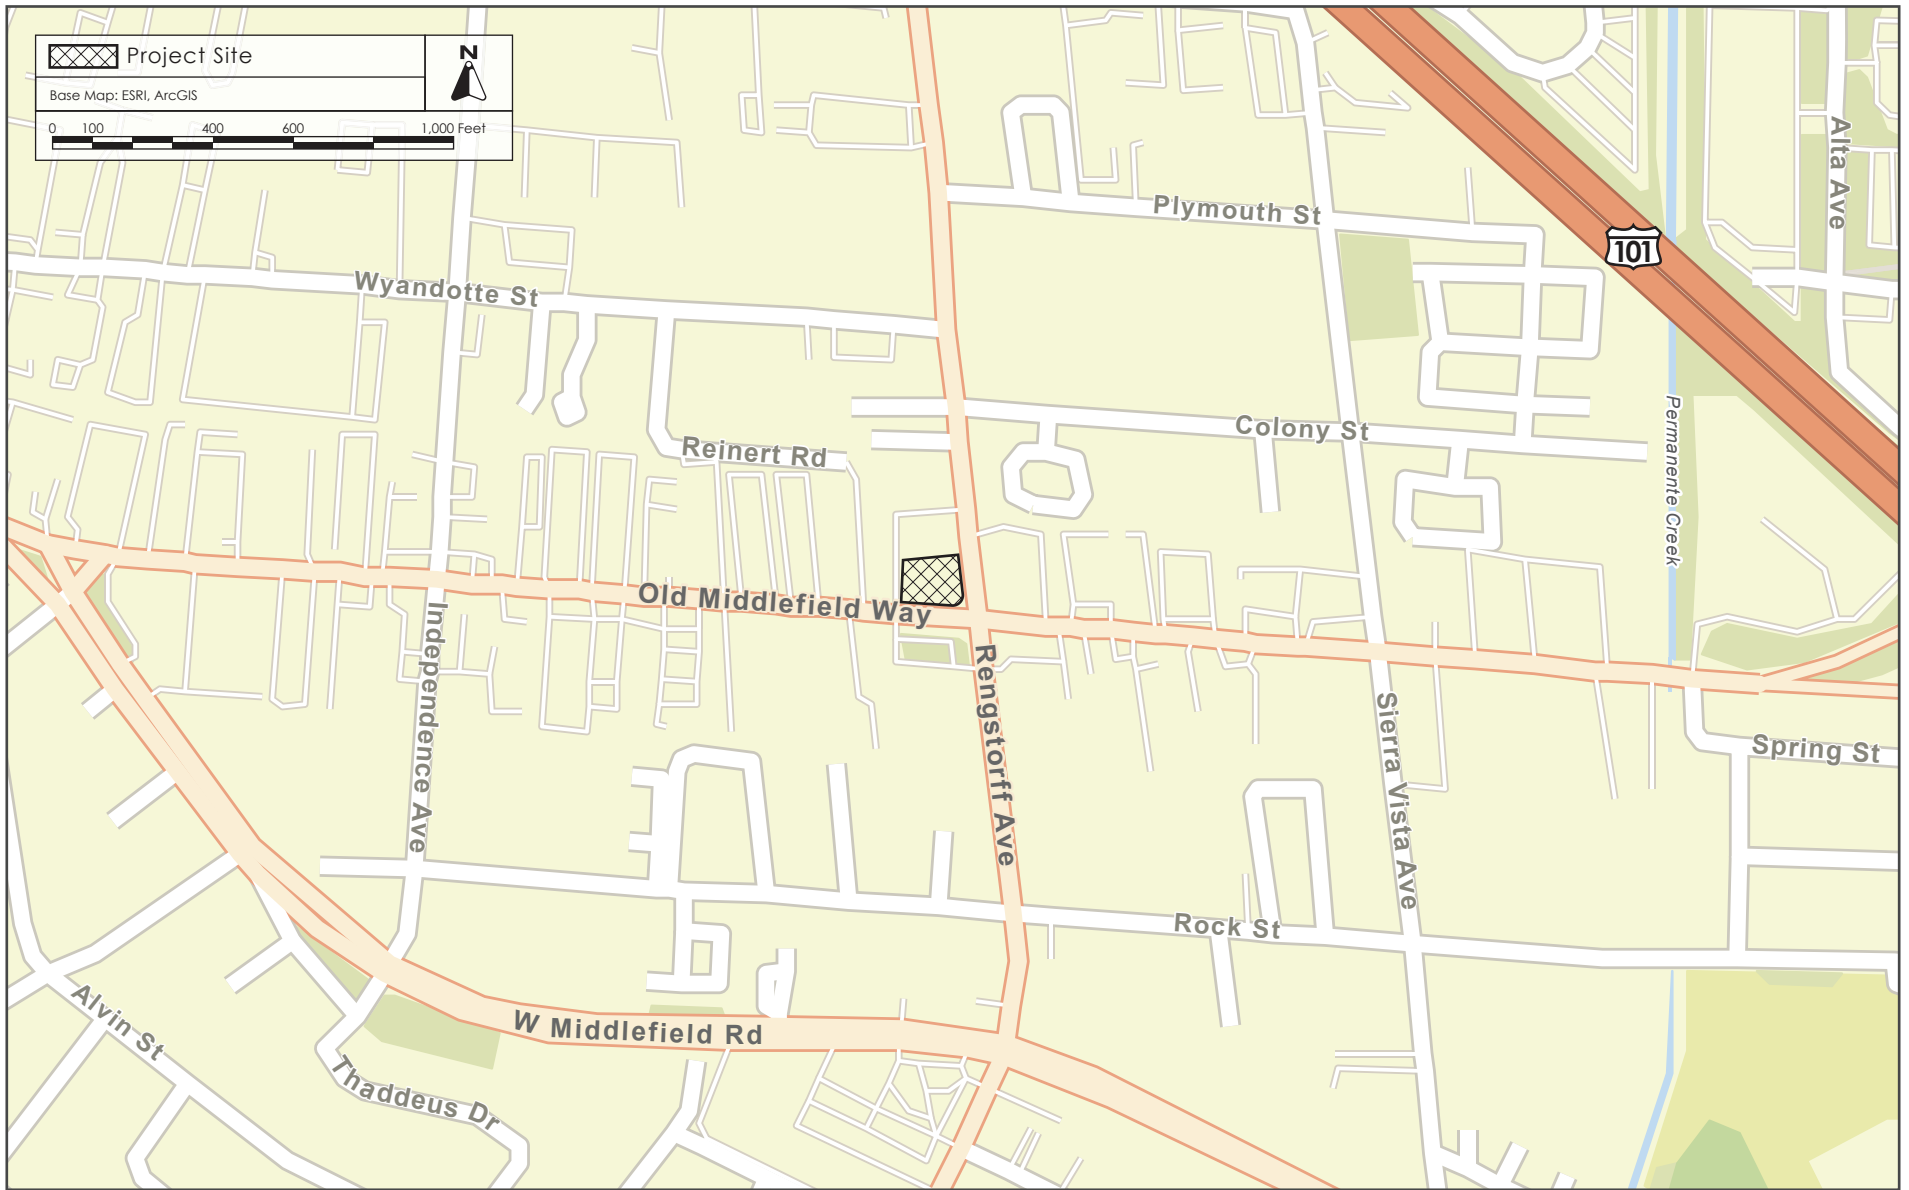 Project Site
N
Base Map: ESRI, ArcGIS
0 100 400 600 1,000 Feet
Alta Ave
Plymouth St
101
Wyandotte St
Permanente Creek
Colony St
Reinert Rd
Old Middlefield Way
Independence Ave
Rengstorff Ave
Sierra Vista Ave
Spring St
Rock St
Alvin St
W Middlefield Rd
Thaddeus Dr